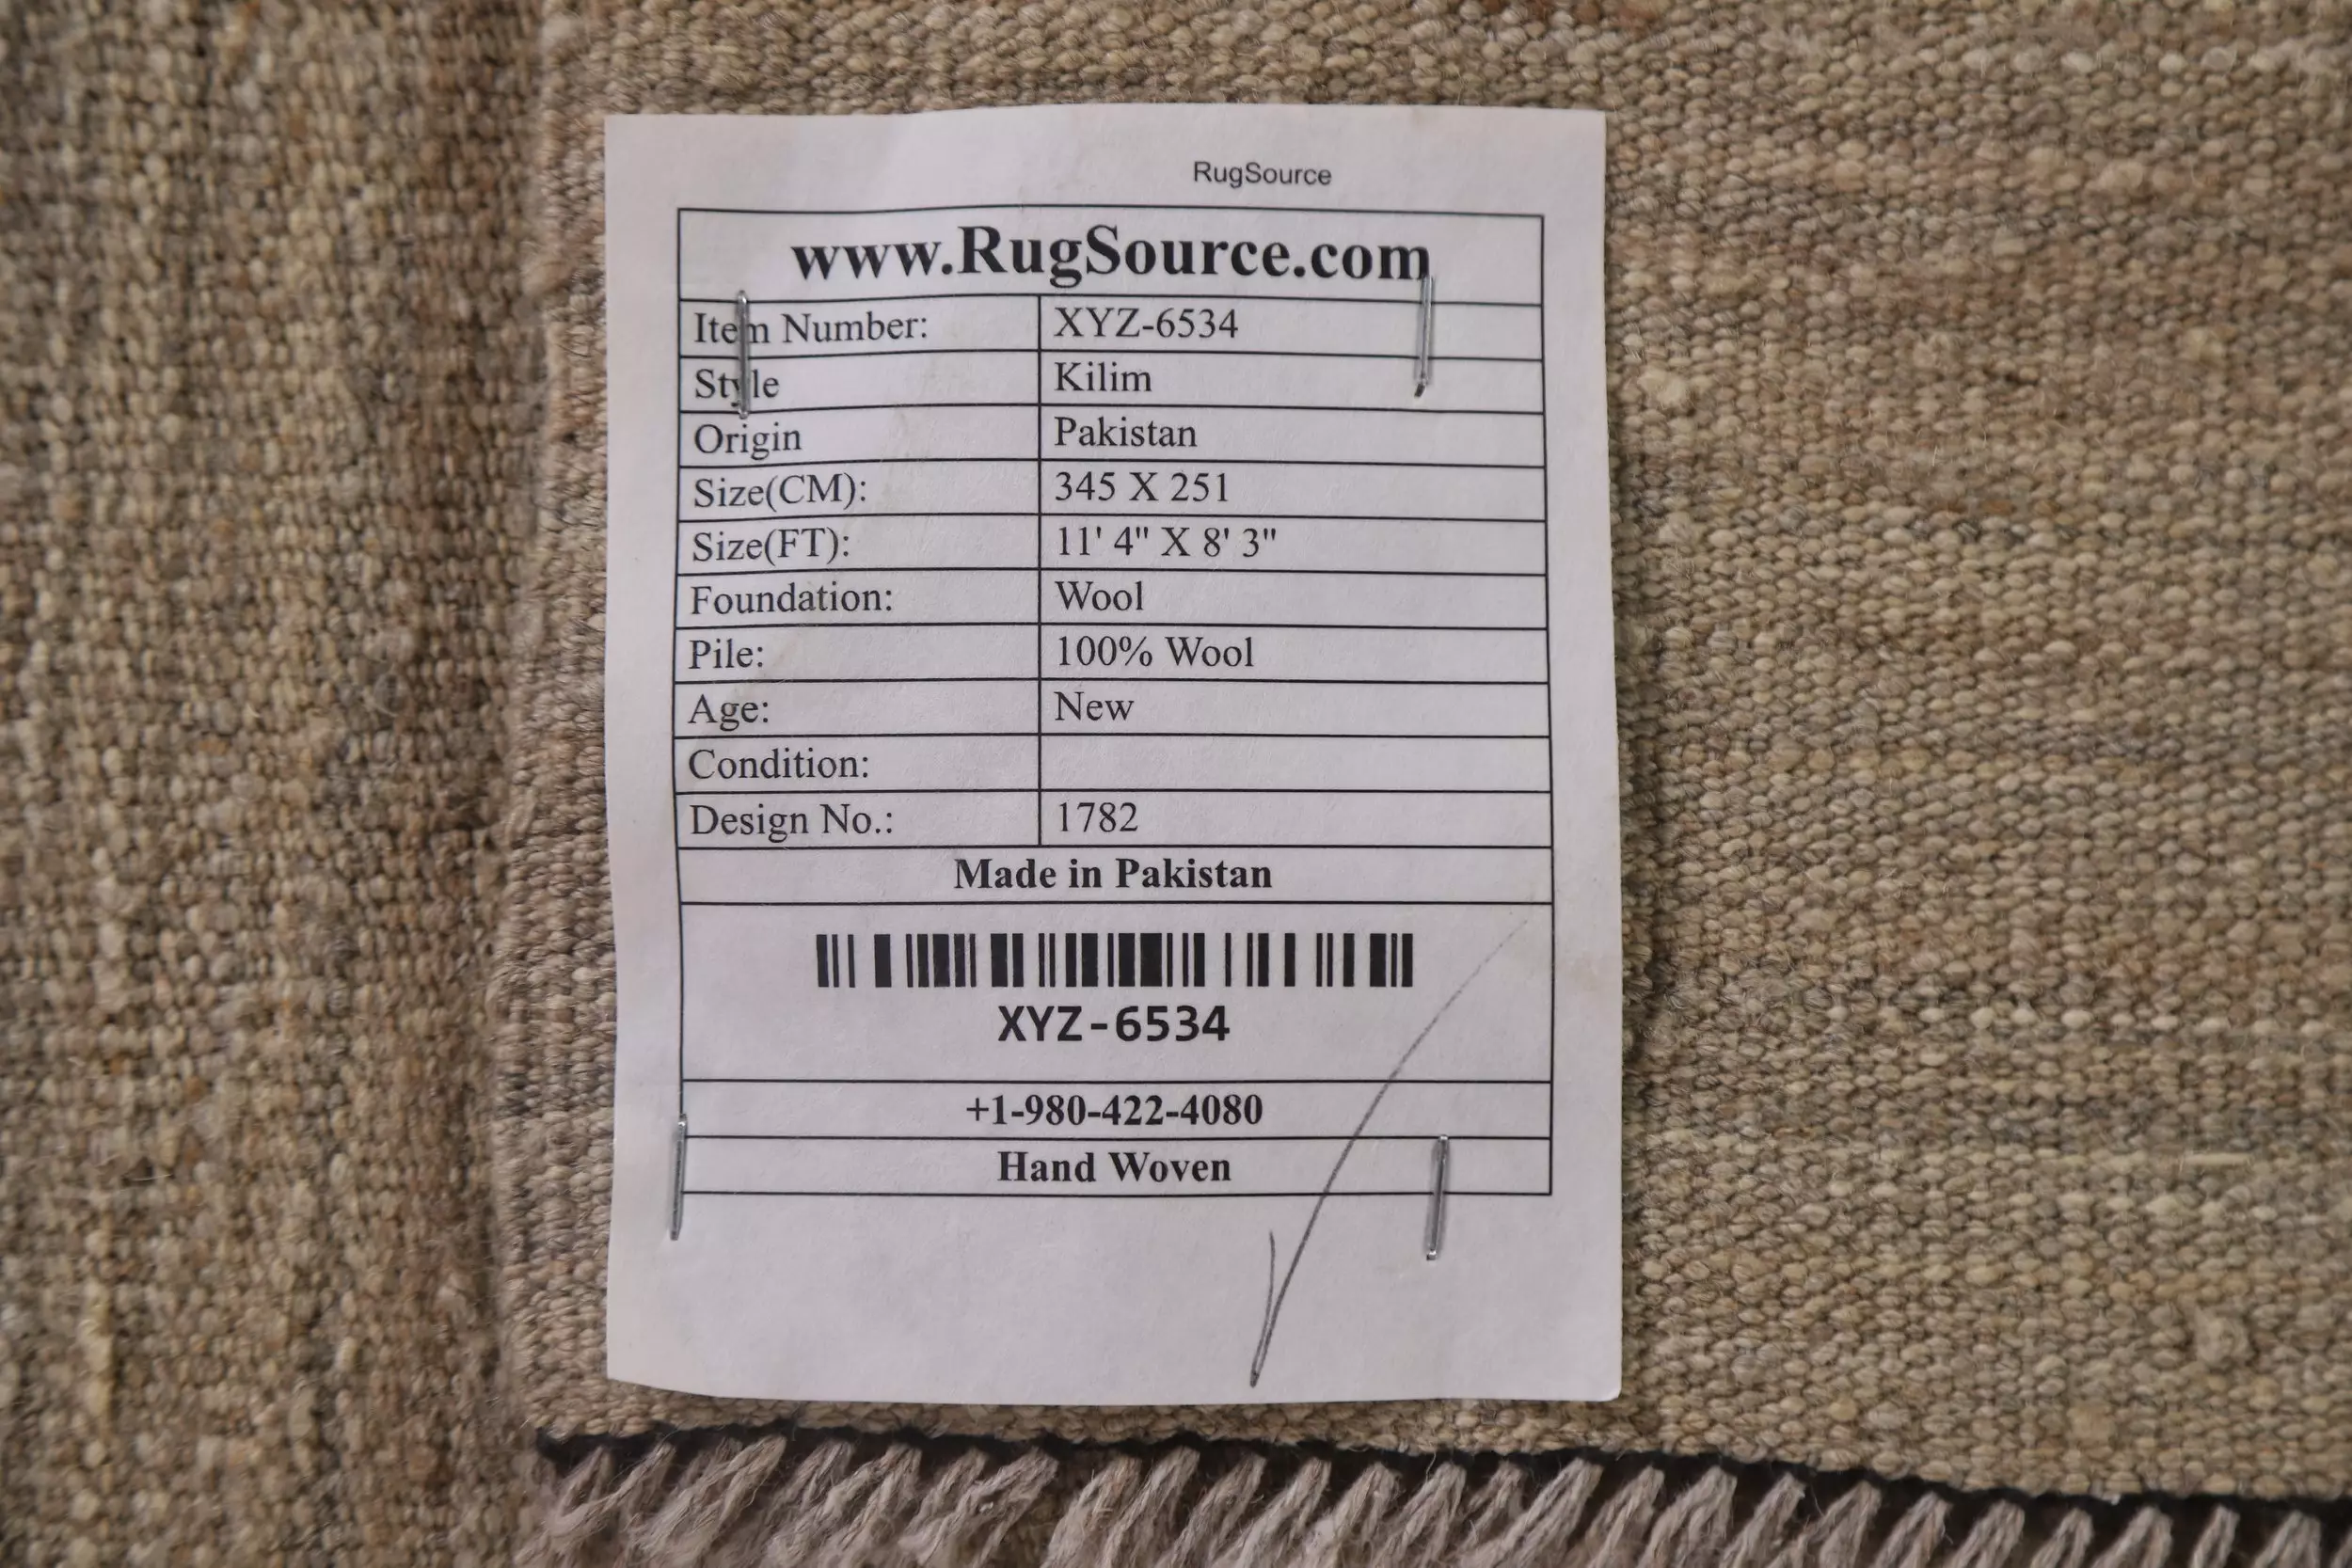 RugSource
www.RugSource.com
Item Number: XYZ-6534
Style Kilim
Origin Pakistan
Size(CM): 345 X 251
Size(FT): 11' 4" X 8' 3"
Foundation: Wool
Pile: 100% Wool
Age: New
Condition:
Design No.: 1782
Made in Pakistan
XYZ-6534
+1-980-422-4080
Hand Woven